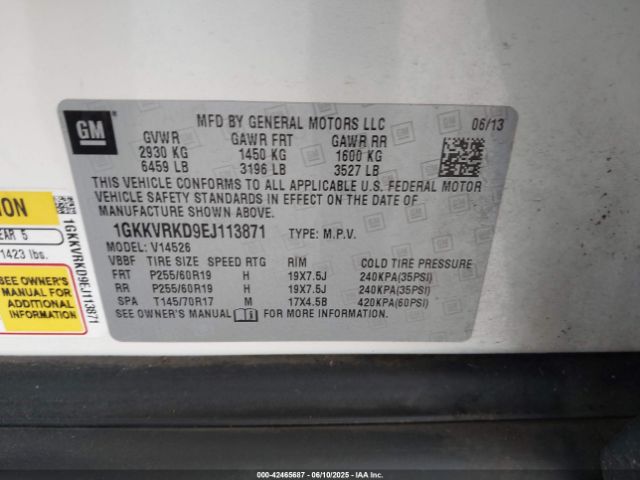 GM
MFD BY GENERAL MOTORS LLC 06/13
GVWR GAWR FRT GAWR RR
2930 KG 1450 KG 1600 KG
6459 LB 3196 LB 3527 LB
THIS VEHICLE CONFORMS TO ALL APPLICABLE U.S. FEDERAL MOTOR
VEHICLE SAFETY STANDARDS IN EFFECT ON THE DATE OF
MANUFACTURE SHOWN ABOVE.
1GKKVRKD9EJ113871 TYPE: M.P.V.
MODEL: V14526
VBBF TIRE SIZE SPEED RTG RIM COLD TIRE PRESSURE
FRT P255/60R19 H 19X7.5J 240KPA(35PSI)
RR P255/60R19 H 19X7.5J 240KPA(35PSI)
SPA T145/70R17 M 17X4.5B 420KPA(60PSI)
SEE OWNER'S MANUAL FOR MORE INFORMATION.
EAR 5
1423 lbs.
SEE OWNER'S
MANUAL FOR
ADDITIONAL
INFORMATION
1GKKVRKD9EJ113871
000-42465687 - 06/10/2025 - IAAI.com